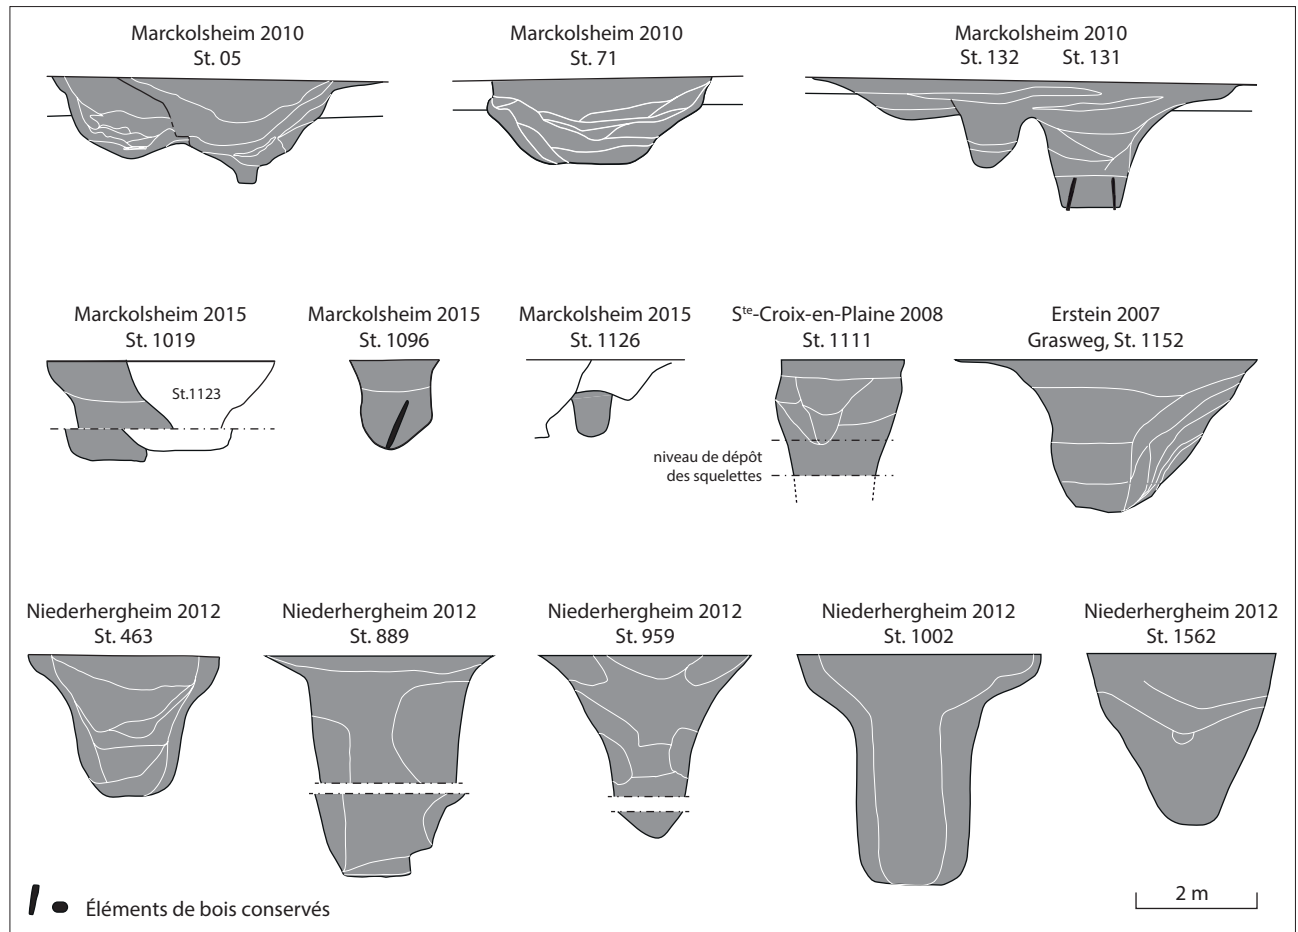 Marckolsheim 2010
St. 05
Marckolsheim 2010
St. 71
Marckolsheim 2010
St. 132 St. 131
Marckolsheim 2015
St. 1019
St.1123
Marckolsheim 2015
St. 1096
Marckolsheim 2015
St. 1126
Ste-Croix-en-Plaine 2008
St. 1111
niveau de dépôt
des squelettes
Erstein 2007
Grasweg, St. 1152
Niederhergheim 2012
St. 463
Niederhergheim 2012
St. 889
Niederhergheim 2012
St. 959
Niederhergheim 2012
St. 1002
Niederhergheim 2012
St. 1562
Éléments de bois conservés
2 m